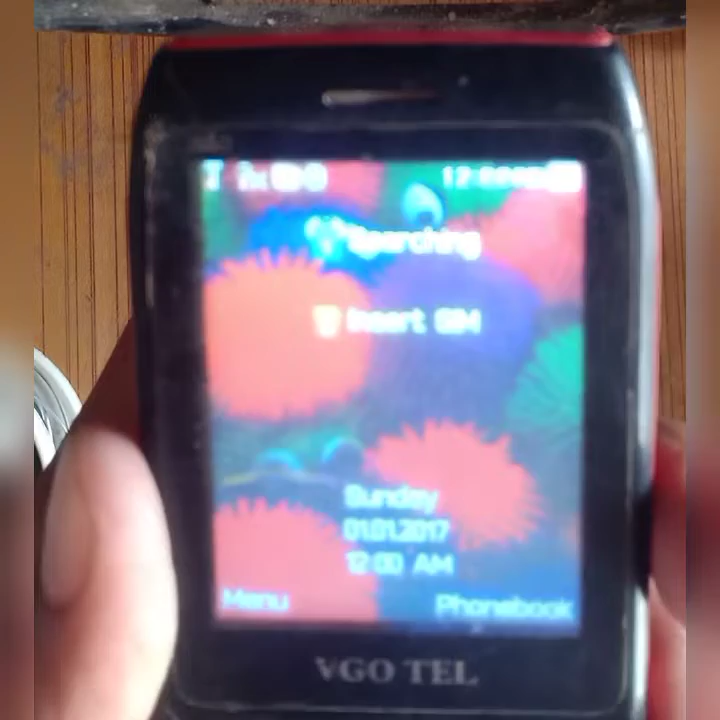 Searching
Insert SIM
Sunday
01.01.2017
12:00 AM
Menu Phonebook
VGO TEL